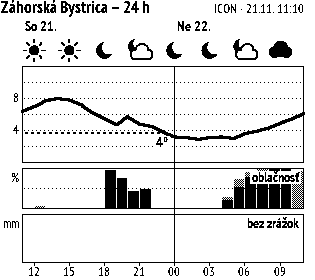 Záhorská Bystrica – 24 h
ICON · 21.11. 11:10
So 21.
Ne 22.
8
4
4°
%
oblačnosť
mm
bez zrážok
12 15 18 21 00 03 06 09